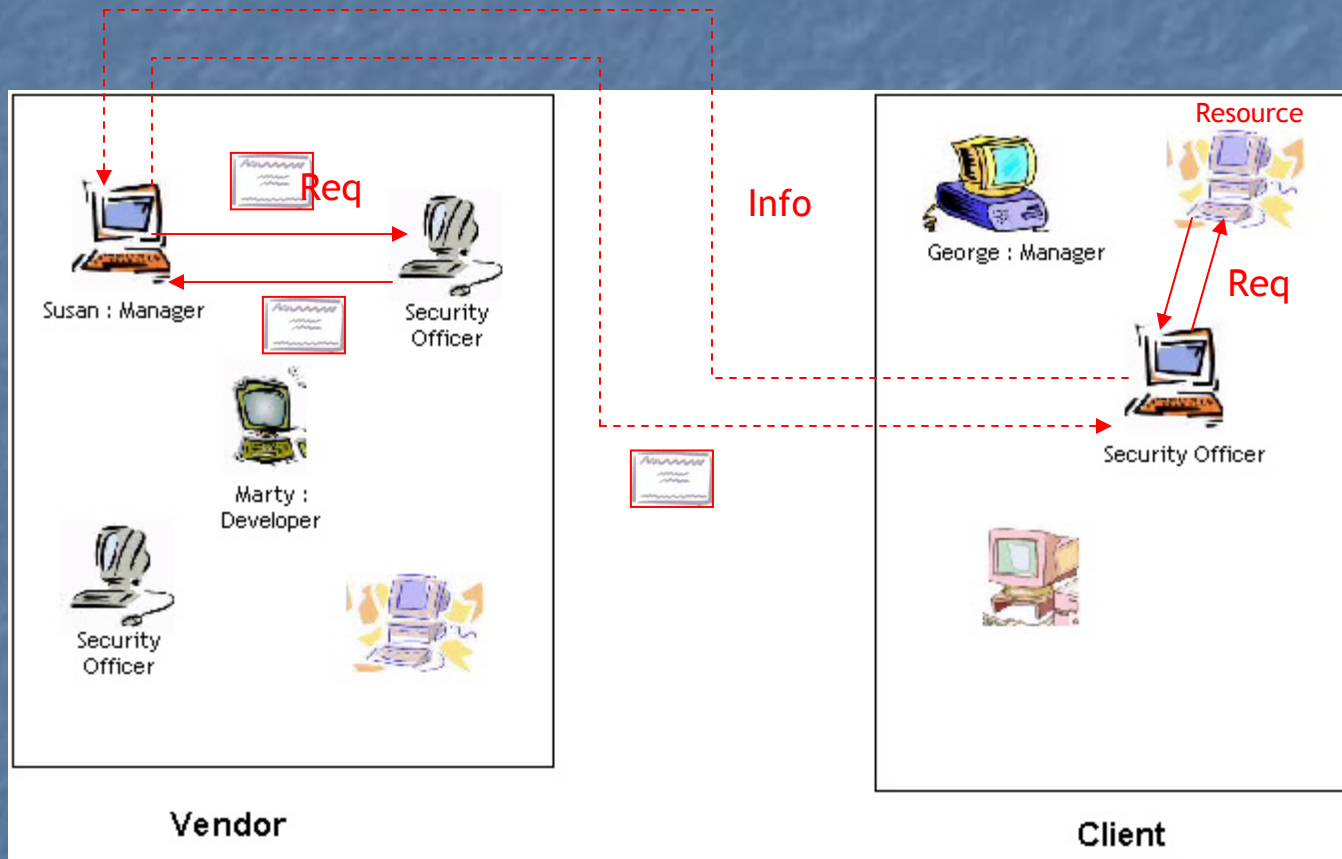 Resource
Req
Info
George : Manager
Req
Susan : Manager
Security
Officer
Security Officer
Marty :
Developer
Security
Officer
Vendor
Client